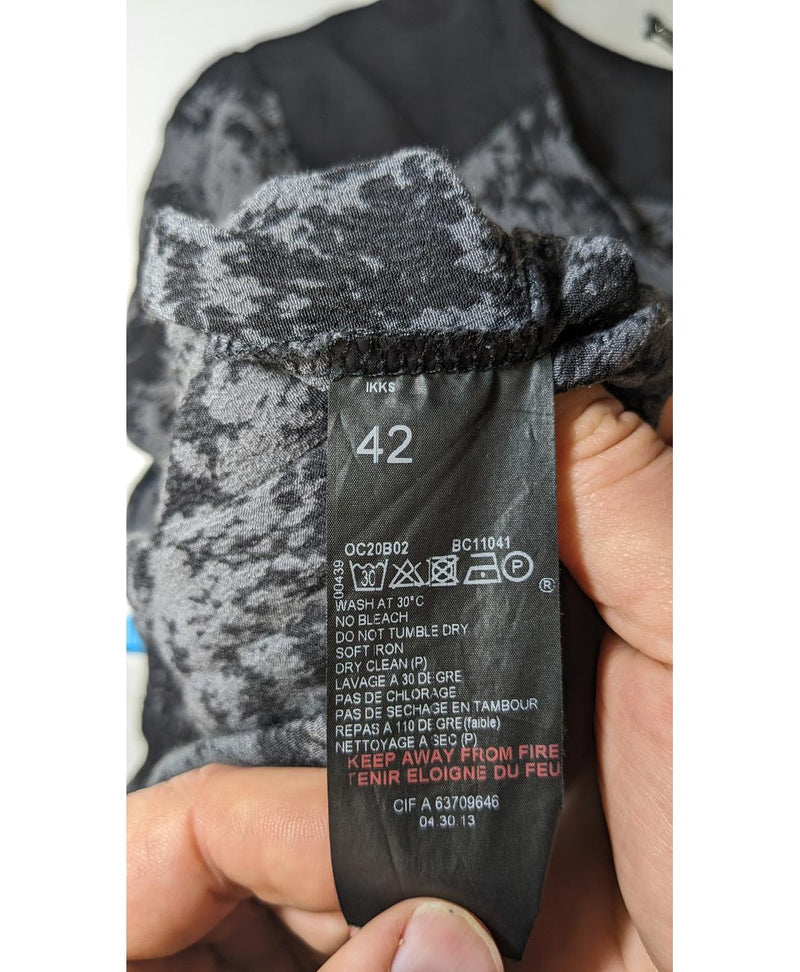 IKKs
42
OC20B02 BC11041
00439
30 P
®
WASH AT 30°C
NO BLEACH
DO NOT TUMBLE DRY
SOFT IRON
DRY CLEAN (P)
LAVAGE A 30 DEGRE
PAS DE CHLORAGE
PAS DE SECHAGE EN TAMBOUR
REPAS A 110 DEGRE(faible)
NETTOYAGE A SEC (P)
KEEP AWAY FROM FIRE
TENIR ELOIGNE DU FEU
CIF A 63709646
04.30.13